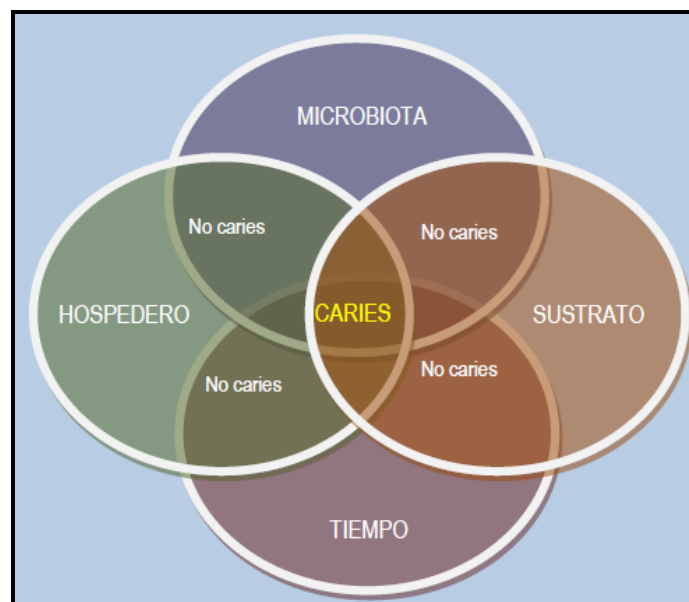 MICROBIOTA
No caries
No caries
HOSPEDERO
CARIES
SUSTRATO
No caries
No caries
TIEMPO